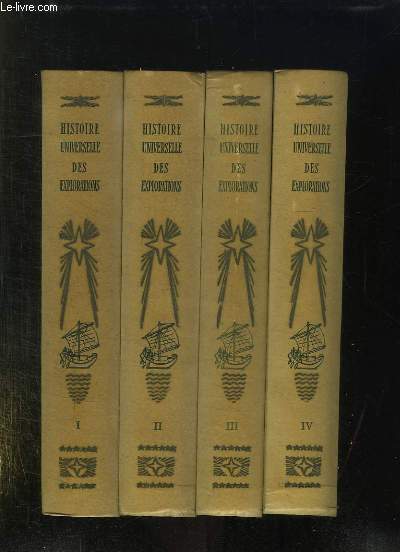 Le-livre.com
HISTOIRE
UNIVERSELLE
DES
EXPLORATIONS
I
HISTOIRE
UNIVERSELLE
DES
EXPLORATIONS
II
HISTOIRE
UNIVERSELLE
DES
EXPLORATIONS
III
HISTOIRE
UNIVERSELLE
DES
EXPLORATIONS
IV